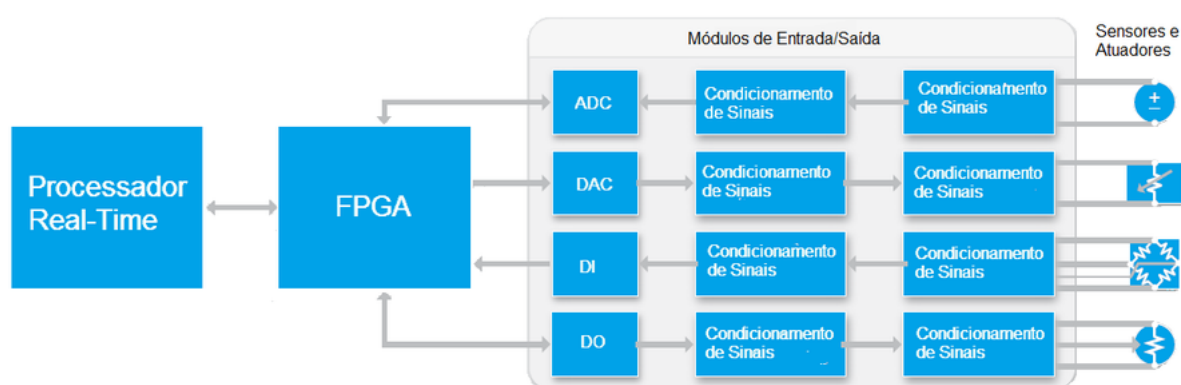 Módulos de Entrada/Saída
Sensores e
Atuadores
Processador
Real-Time
FPGA
ADC
Condicionamento
de Sinais
Condicionamento
de Sinais
DAC
Condicionamento
de Sinais
Condicionamento
de Sinais
DI
Condicionamento
de Sinais
Condicionamento
de Sinais
DO
Condicionamento
de Sinais
Condicionamento
de Sinais